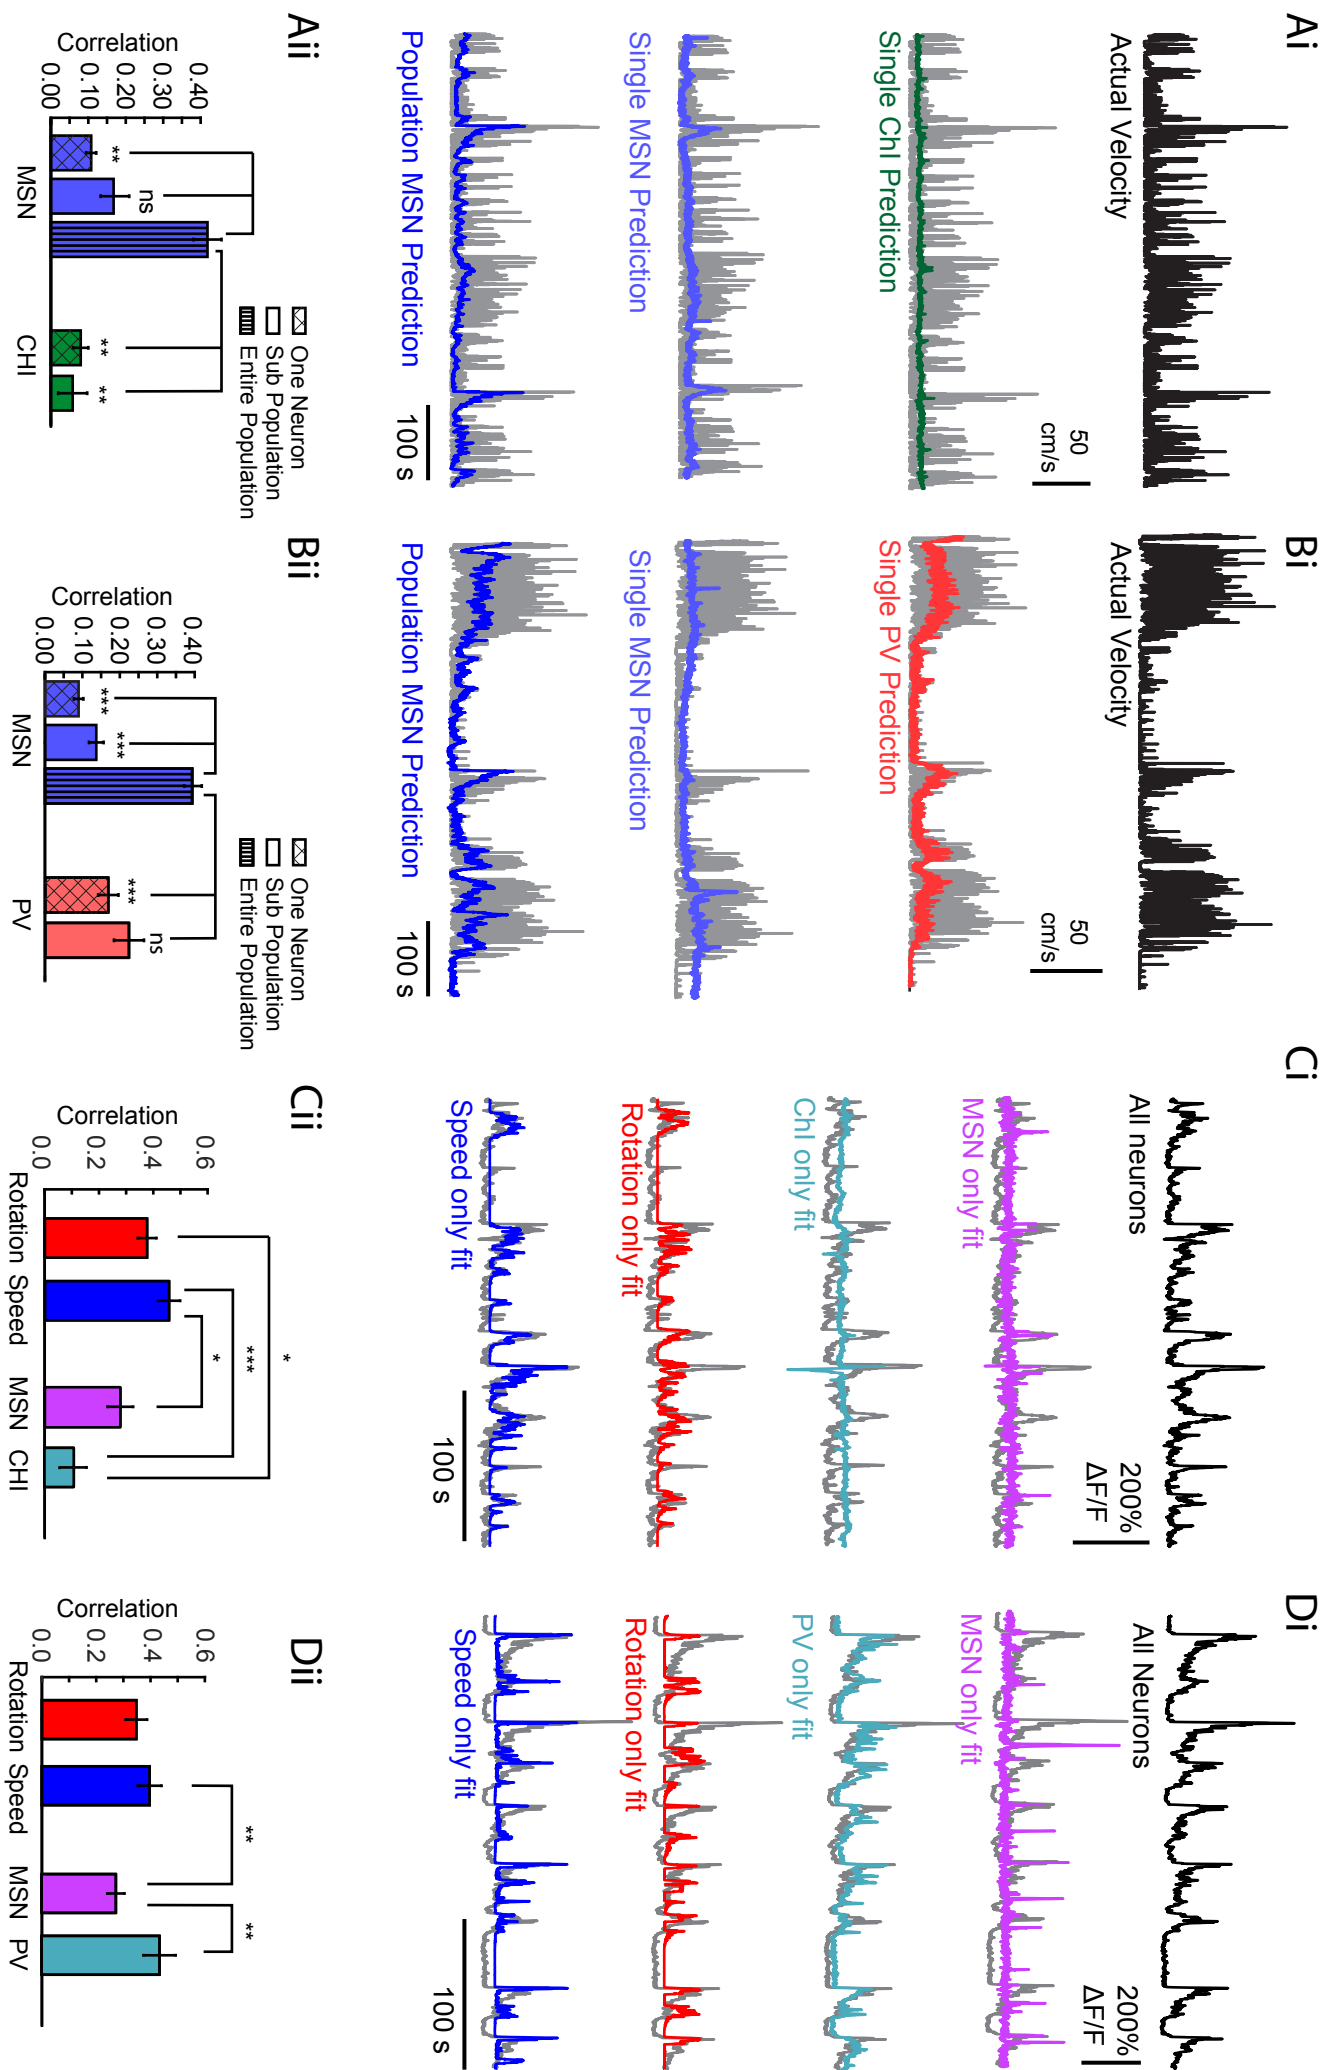 Ai
Actual Velocity
50
cm/s
Single ChI Prediction
Single MSN Prediction
Population MSN Prediction
100 s
Aii
Correlation
0.40
0.30
0.20
0.10
0.00
**
ns
**
**
MSN
CHI
One Neuron
Sub Population
Entire Population
Bi
Actual Velocity
50
cm/s
Single PV Prediction
Single MSN Prediction
Population MSN Prediction
100 s
Bii
Correlation
0.40
0.30
0.20
0.10
0.00
***
***
***
ns
MSN
PV
One Neuron
Sub Population
Entire Population
Ci
All neurons
200%
ΔF/F
MSN only fit
ChI only fit
Rotation only fit
Speed only fit
100 s
Cii
Correlation
0.6
0.4
0.2
0.0
*
***
*
Rotation
Speed
MSN
CHI
Di
All Neurons
200%
ΔF/F
MSN only fit
PV only fit
Rotation only fit
Speed only fit
100 s
Dii
Correlation
0.6
0.4
0.2
0.0
**
**
Rotation
Speed
MSN
PV